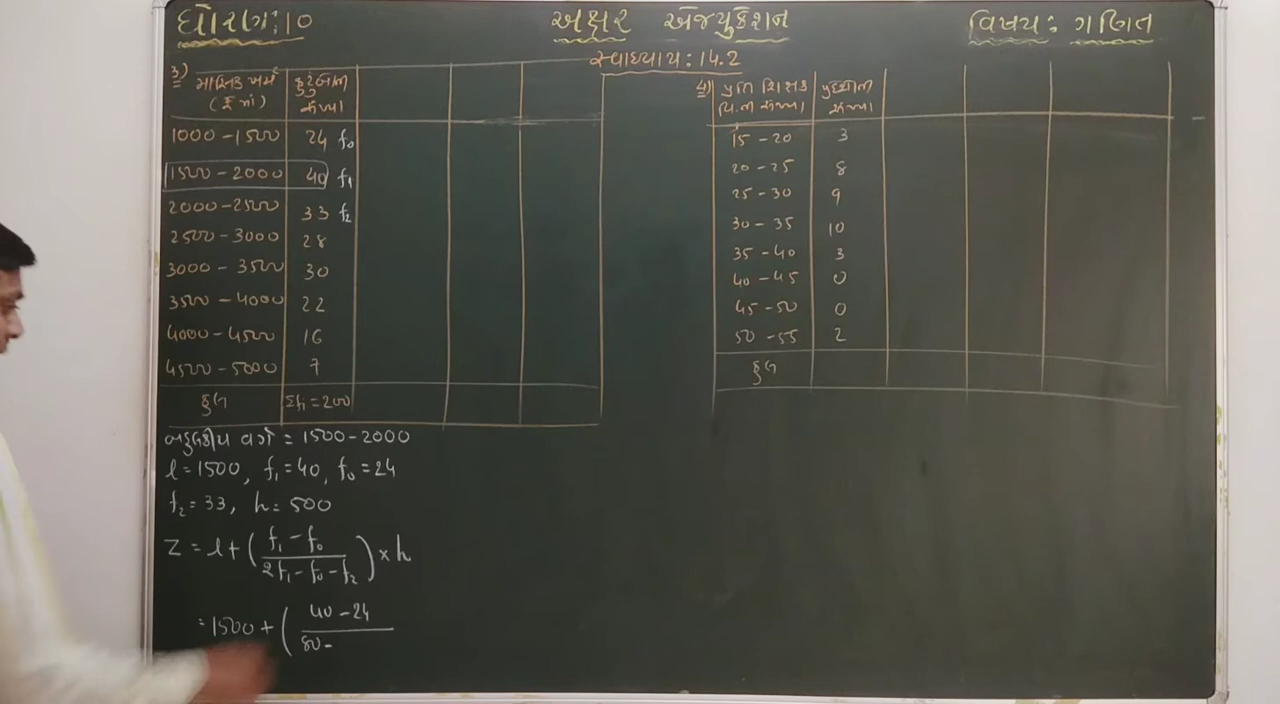 ધોરણ:10
અક્ષર એજ્યુકેશન
વિષય: ગણિત
સ્વાધ્યાય:14.2
૩)
માસિક ખર્ચ
(₹ માં)
કુટુંબોની
સંખ્યા
1000-1500 24 f₀
1500-2000 40 f₁
2000-2500 33 f₂
2500-3000 28
3000-3500 30
3500-4000 22
4000-4500 16
4500-5000 7
કુલ Σfi=200
બહુલકીય વર્ગ = 1500-2000
l=1500, f₁=40, f₀=24
f₂=33, h=500
Z = l+(f₁-f₀/2f₁-f₀-f₂)×h
=1500+(40-24/80-
૪)
પ્રતિ શિક્ષક
વિ.ની સંખ્યા
સંખ્યા
15-20 3
20-25 8
25-30 9
30-35 10
35-40 3
40-45 0
45-50 0
50-55 2
કુલ